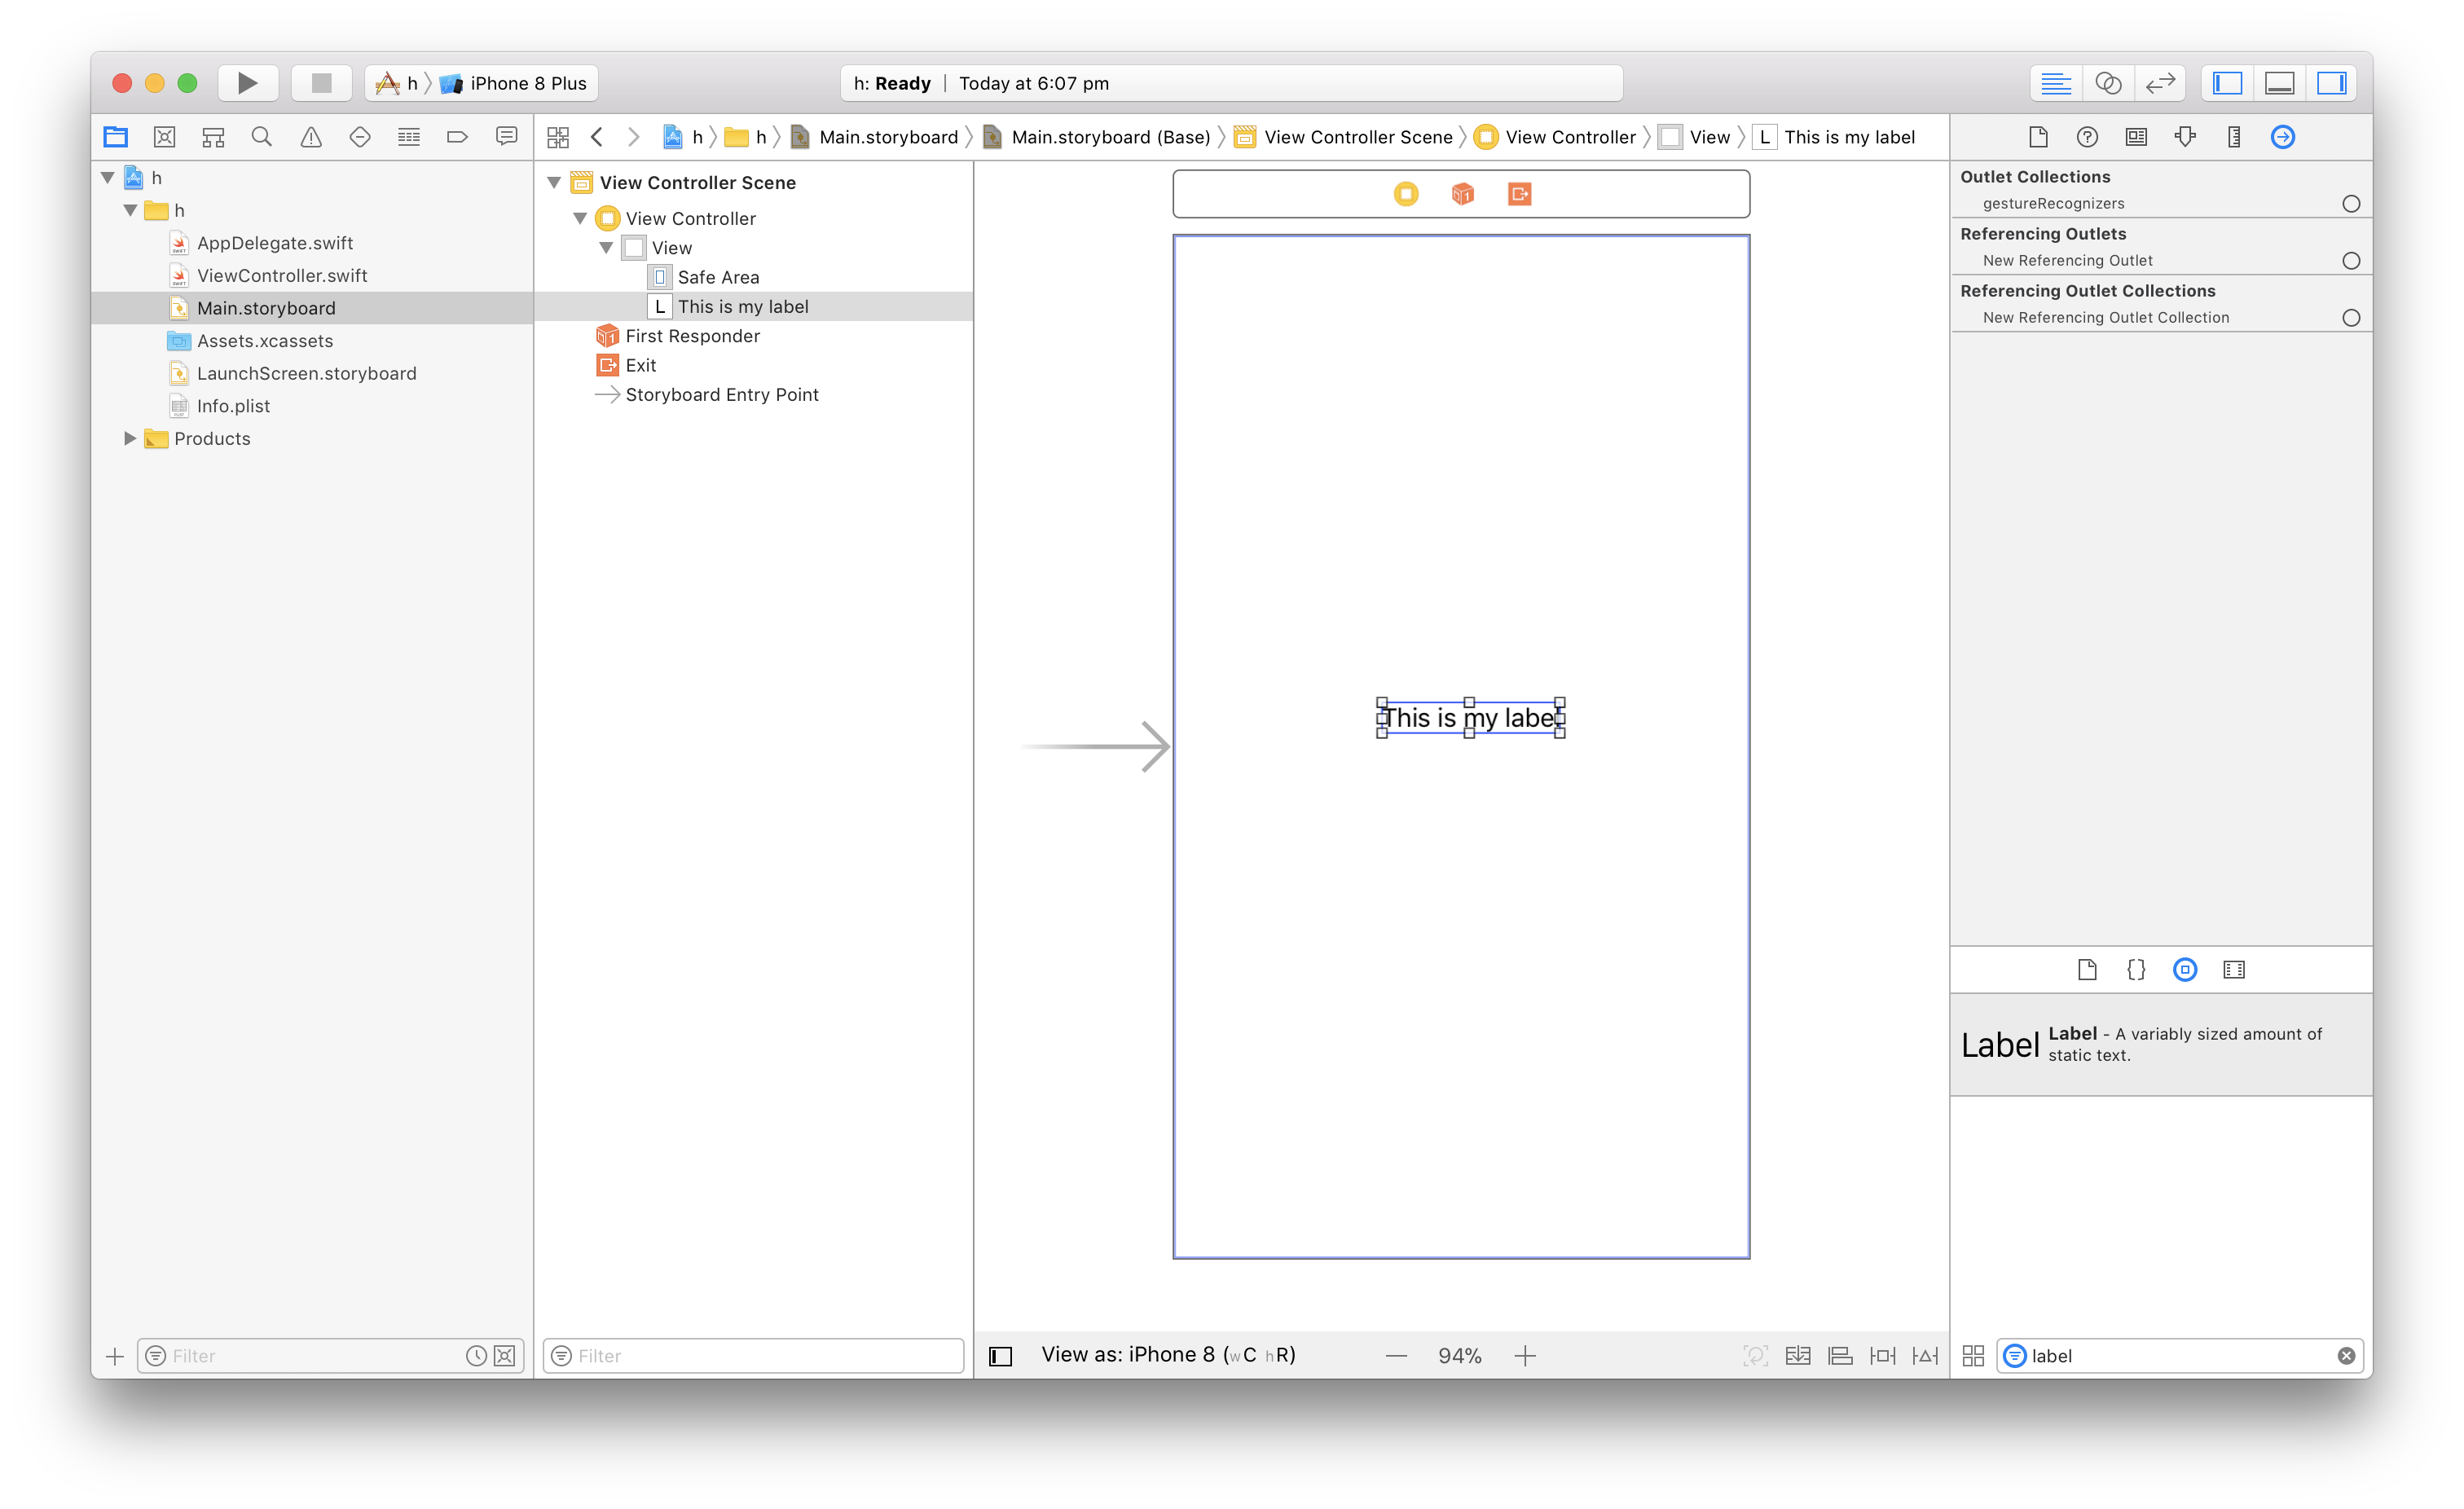 h
iPhone 8 Plus
h: Ready | Today at 6:07 pm
h
h
Main.storyboard
Main.storyboard (Base)
View Controller Scene
View Controller
View
L
This is my label
h
h
AppDelegate.swift
ViewController.swift
Main.storyboard
Assets.xcassets
LaunchScreen.storyboard
Info.plist
Products
Filter
View Controller Scene
View Controller
View
Safe Area
L This is my label
First Responder
Exit
Storyboard Entry Point
Filter
This is my label
View as: iPhone 8 (wC hR)
94%
Outlet Collections
gestureRecognizers
Referencing Outlets
New Referencing Outlet
Referencing Outlet Collections
New Referencing Outlet Collection
{}
Label
Label - A variably sized amount of
static text.
label